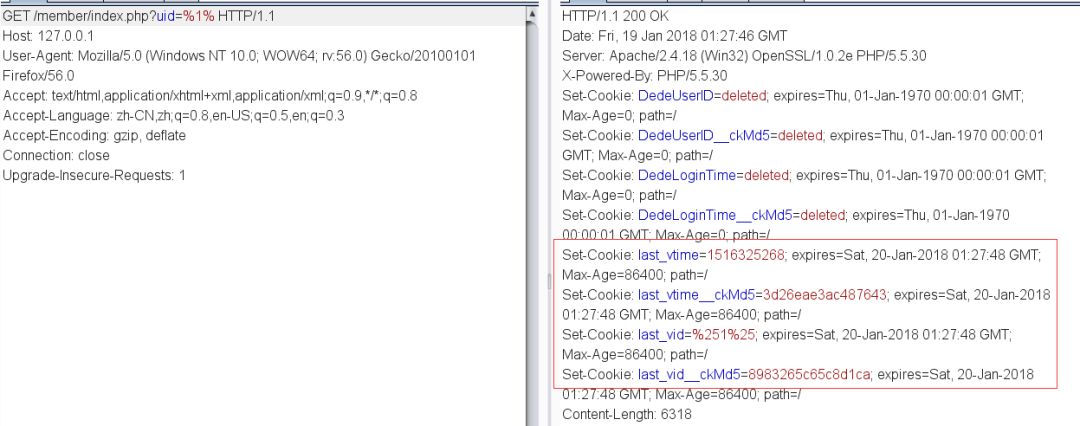 GET /member/index.php?uid=%1% HTTP/1.1
Host: 127.0.0.1
User-Agent: Mozilla/5.0 (Windows NT 10.0; WOW64; rv:56.0) Gecko/20100101
Firefox/56.0
Accept: text/html,application/xhtml+xml,application/xml;q=0.9,*/*;q=0.8
Accept-Language: zh-CN,zh;q=0.8,en-US;q=0.5,en;q=0.3
Accept-Encoding: gzip, deflate
Connection: close
Upgrade-Insecure-Requests: 1
HTTP/1.1 200 OK
Date: Fri, 19 Jan 2018 01:27:46 GMT
Server: Apache/2.4.18 (Win32) OpenSSL/1.0.2e PHP/5.5.30
X-Powered-By: PHP/5.5.30
Set-Cookie: DedeUserID=deleted; expires=Thu, 01-Jan-1970 00:00:01 GMT;
Max-Age=0; path=/
Set-Cookie: DedeUserID__ckMd5=deleted; expires=Thu, 01-Jan-1970 00:00:01
GMT; Max-Age=0; path=/
Set-Cookie: DedeLoginTime=deleted; expires=Thu, 01-Jan-1970 00:00:01 GMT;
Max-Age=0; path=/
Set-Cookie: DedeLoginTime__ckMd5=deleted; expires=Thu, 01-Jan-1970
00:00:01 GMT; Max-Age=0; path=/
Set-Cookie: last_vtime=1516325268; expires=Sat, 20-Jan-2018 01:27:48 GMT;
Max-Age=86400; path=/
Set-Cookie: last_vtime__ckMd5=3d26eae3ac487643; expires=Sat, 20-Jan-2018
01:27:48 GMT; Max-Age=86400; path=/
Set-Cookie: last_vid=%251%25; expires=Sat, 20-Jan-2018 01:27:48 GMT;
Max-Age=86400; path=/
Set-Cookie: last_vid__ckMd5=8983265c65c8d1ca; expires=Sat, 20-Jan-2018
01:27:48 GMT; Max-Age=86400; path=/
Content-Length: 6318